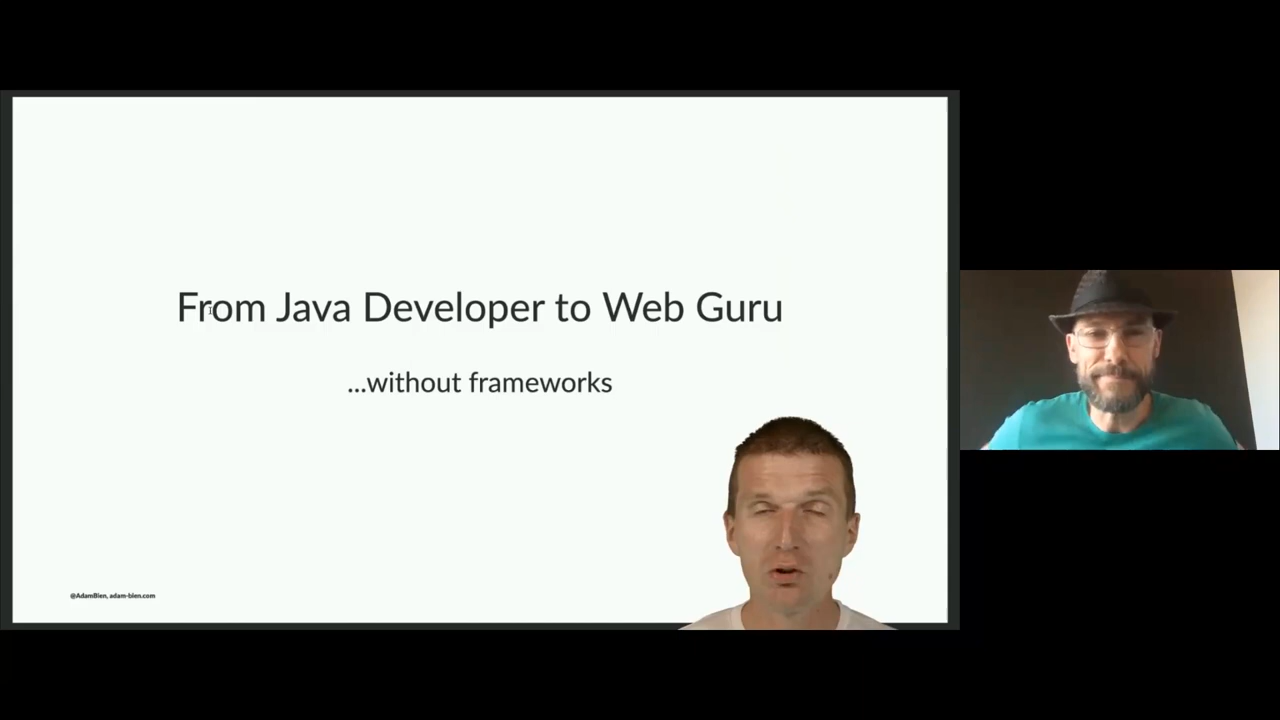 From Java Developer to Web Guru
...without frameworks
@AdamBien, adam-bien.com